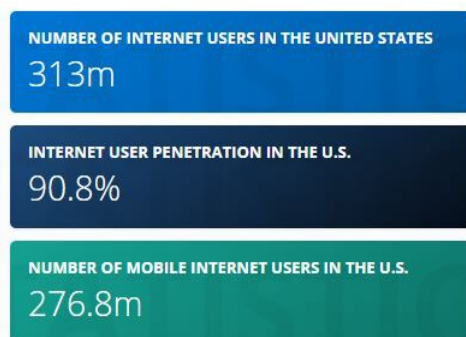 NUMBER OF INTERNET USERS IN THE UNITED STATES
313m
INTERNET USER PENETRATION IN THE U.S.
90.8%
NUMBER OF MOBILE INTERNET USERS IN THE U.S.
276.8m